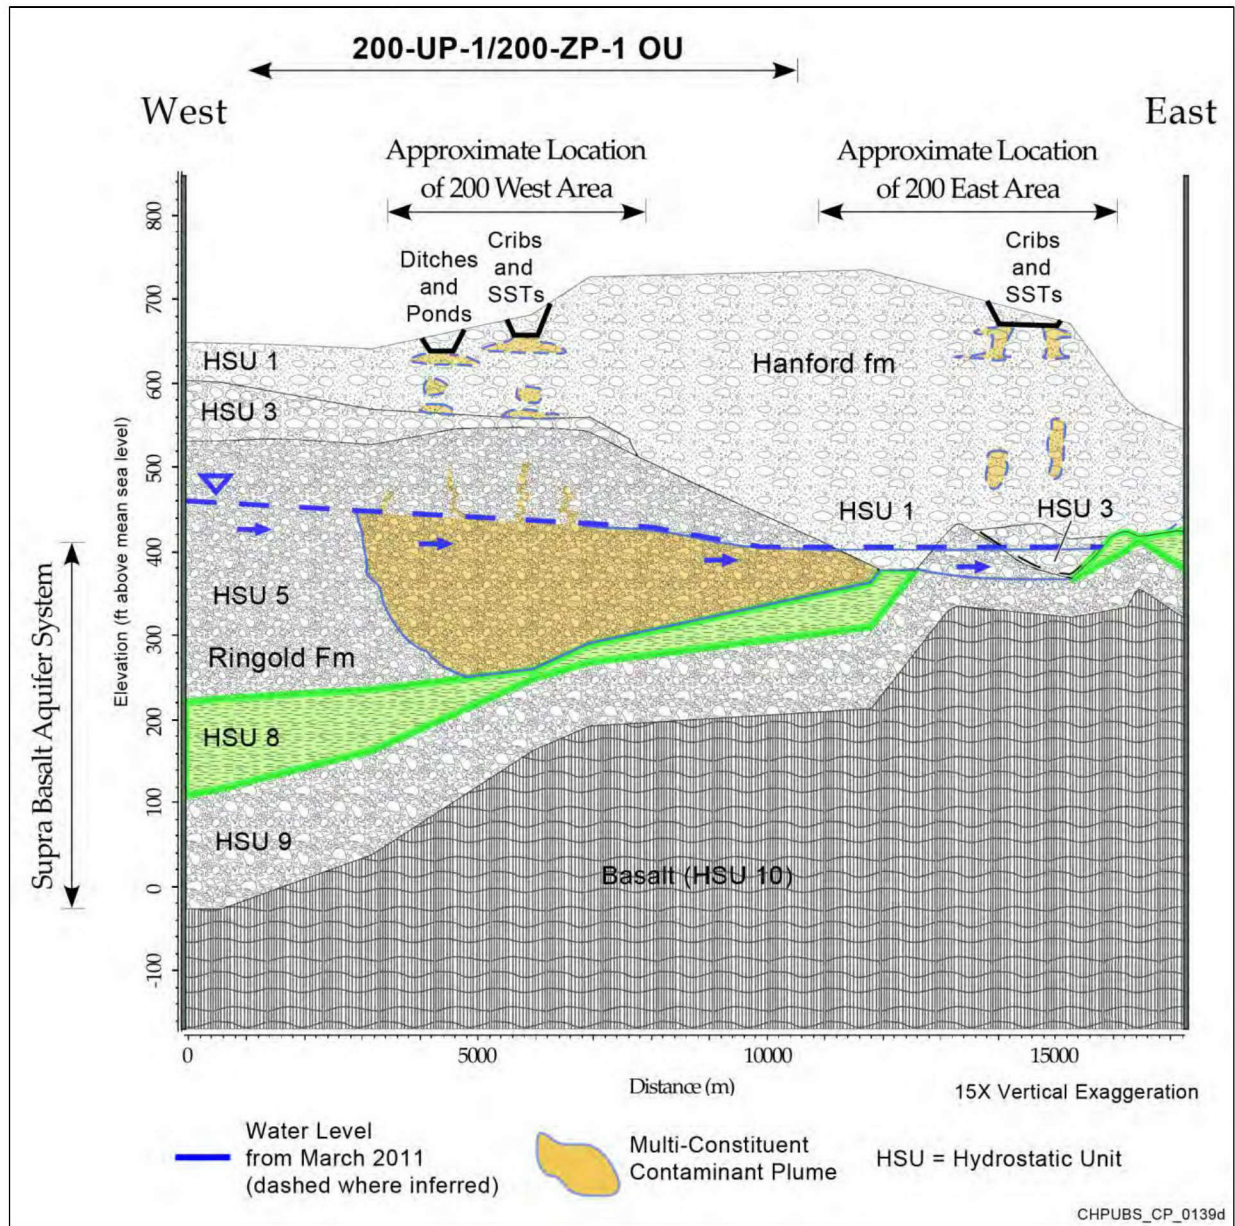 200-UP-1/200-ZP-1 OU
West
East
Approximate Location
of 200 West Area
Approximate Location
of 200 East Area
Ditches
and
Ponds
Cribs
and
SSTs
Cribs
and
SSTs
800
700
600
500
400
300
200
100
0
-100
Elevation (ft above mean sea level)
Supra Basalt Aquifer System
HSU 1
HSU 3
Hanford fm
HSU 1
HSU 3
HSU 5
Ringold Fm
HSU 8
HSU 9
Basalt (HSU 10)
0
5000
10000
15000
Distance (m)
15X Vertical Exaggeration
Water Level
from March 2011
(dashed where inferred)
Multi-Constituent
Contaminant Plume
HSU = Hydrostatic Unit
CHPUBS_CP_0139d